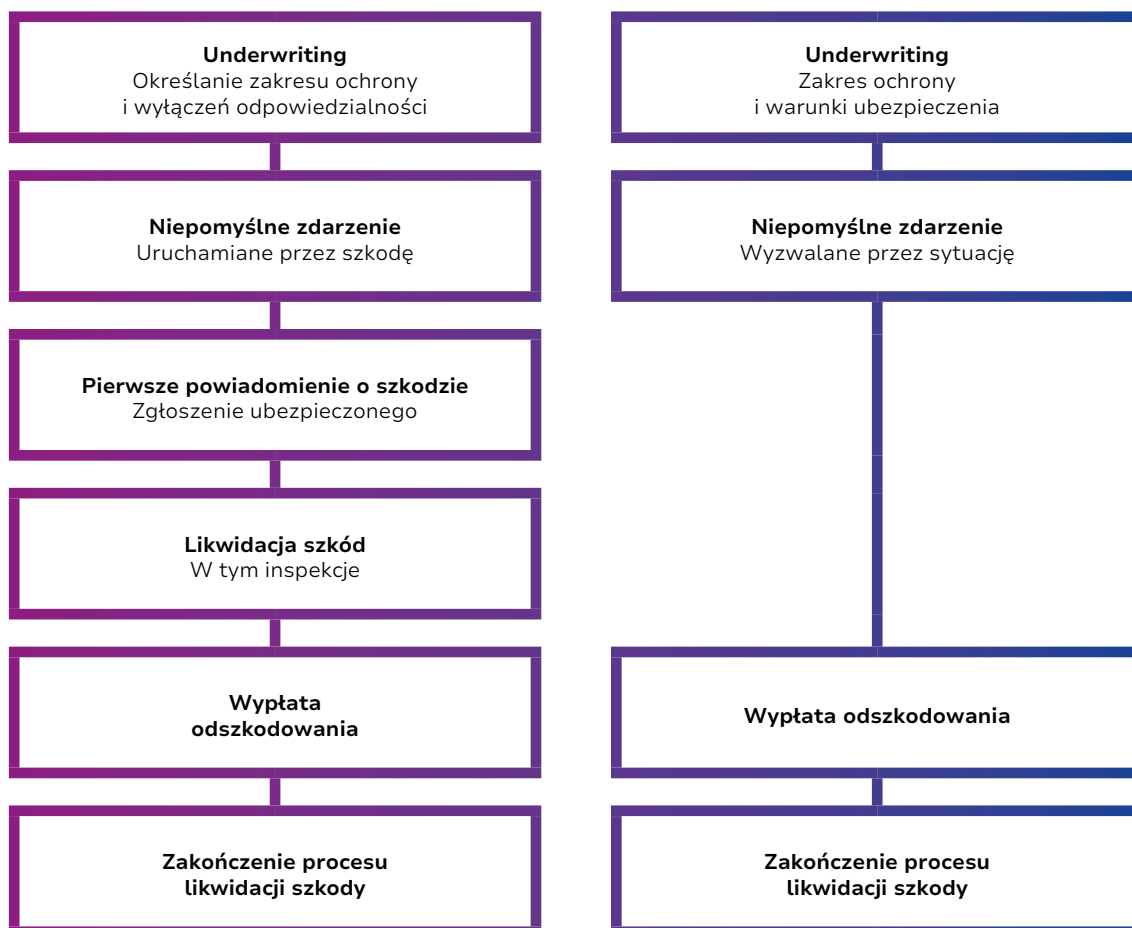 Underwriting
Określanie zakresu ochrony
i wyłączeń odpowiedzialności
Niepomyślne zdarzenie
Uruchamiane przez szkodę
Pierwsze powiadomienie o szkodzie
Zgłoszenie ubezpieczonego
Likwidacja szkód
W tym inspekcje
Wypłata
odszkodowania
Zakończenie procesu
likwidacji szkody
Underwriting
Zakres ochrony
i warunki ubezpieczenia
Niepomyślne zdarzenie
Wyzwalane przez sytuację
Wypłata odszkodowania
Zakończenie procesu
likwidacji szkody